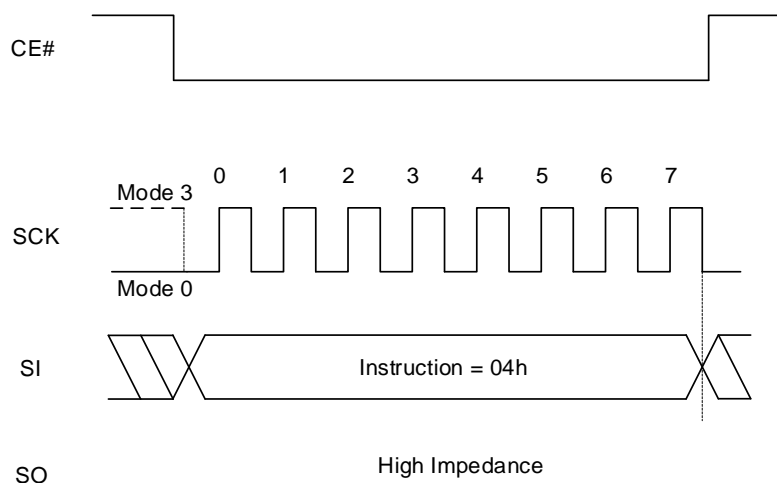 CE#
0 1 2 3 4 5 6 7
Mode 3
SCK
Mode 0
SI
Instruction = 04h
SO
High Impedance